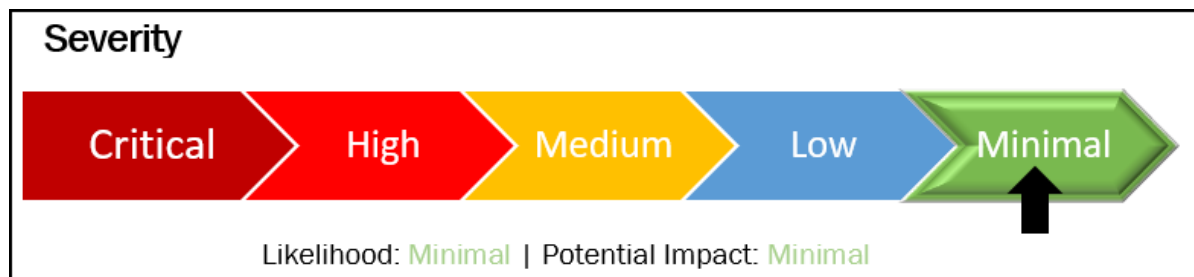 Severity
Critical High Medium Low Minimal
Likelihood: Minimal | Potential Impact: Minimal